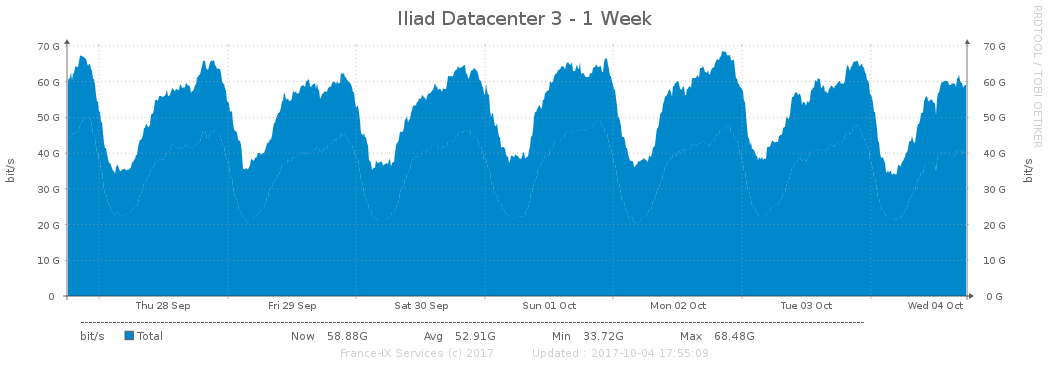 Iliad Datacenter 3 - 1 Week
RRDTOOL / TOBI OETIKER
70 G 70 G
60 G 60 G
50 G 50 G
40 G 40 G
30 G 30 G
20 G 20 G
10 G 10 G
0 0 G
bit/s
bit/s
Thu 28 Sep Fri 29 Sep Sat 30 Sep Sun 01 Oct Mon 02 Oct Tue 03 Oct Wed 04 Oct
bit/s Total Now 58.88G Avg 52.91G Min 33.72G Max 68.48G
France-IX Services (c) 2017 Updated : 2017-10-04 17:55:09